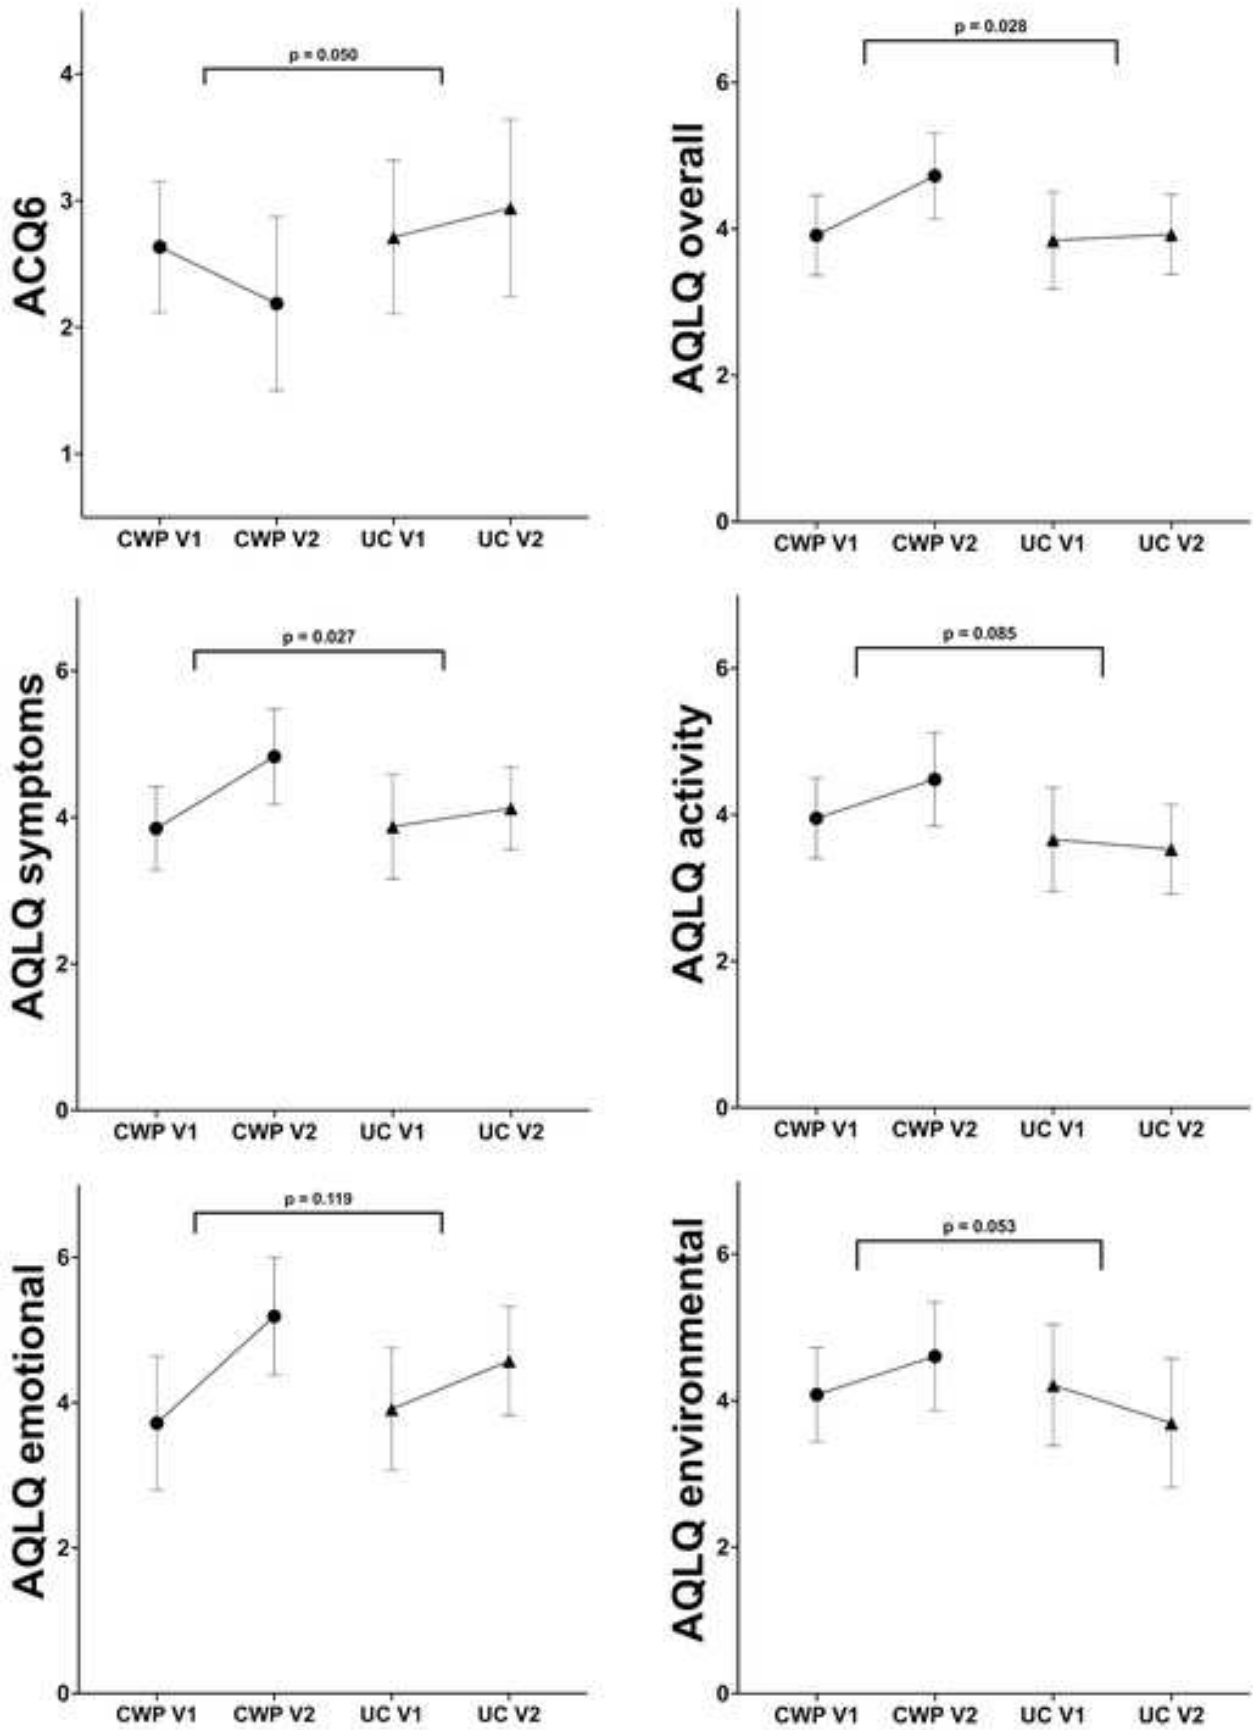 p = 0.050
4
3
2
1
ACQ6
CWP V1 CWP V2 UC V1 UC V2
p = 0.028
6
4
2
0
AQLQ overall
CWP V1 CWP V2 UC V1 UC V2
p = 0.027
6
4
2
0
AQLQ symptoms
CWP V1 CWP V2 UC V1 UC V2
p = 0.085
6
4
2
0
AQLQ activity
CWP V1 CWP V2 UC V1 UC V2
p = 0.119
6
4
2
0
AQLQ emotional
CWP V1 CWP V2 UC V1 UC V2
p = 0.053
6
4
2
0
AQLQ environmental
CWP V1 CWP V2 UC V1 UC V2